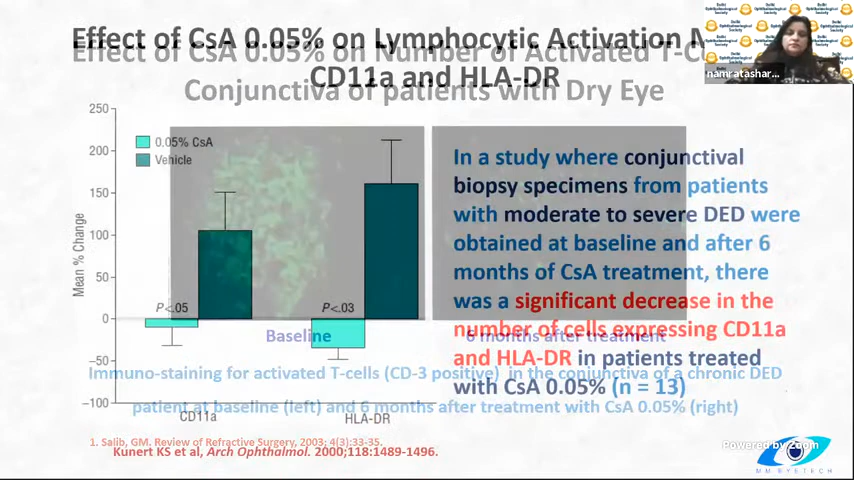 Effect of CsA 0.05% on Lymphocytic Activation
CD11a and HLA-DR
Effect of CsA 0.05% on Number of Activated
Conjunctiva of patients with Dry Eye
namratashar...
250
200
150
100
50
0
−50
−100
Mean % Change
0.05% CsA
Vehicle
P<.05
P<.03
CD11a
HLA-DR
In a study where conjunctival
biopsy specimens from patients
with moderate to severe DED were
obtained at baseline and after 6
months of CsA treatment, there
was a significant decrease in the
number of cells expressing CD11a
and HLA-DR in patients treated
with CsA 0.05% (n = 13)
Baseline
6 months after treatment
Immuno-staining for activated T-cells (CD-3 positive) in the conjunctiva of a chronic DED
patient at baseline (left) and 6 months after treatment with CsA 0.05% (right)
1. Salib, GM. Review of Refractive Surgery, 2003; 4(3):33-35.
Kunert KS et al, Arch Ophthalmol. 2000;118:1489-1496.
Powered by Zoom
MM EYETECH
Delhi
Ophthalmological
Society